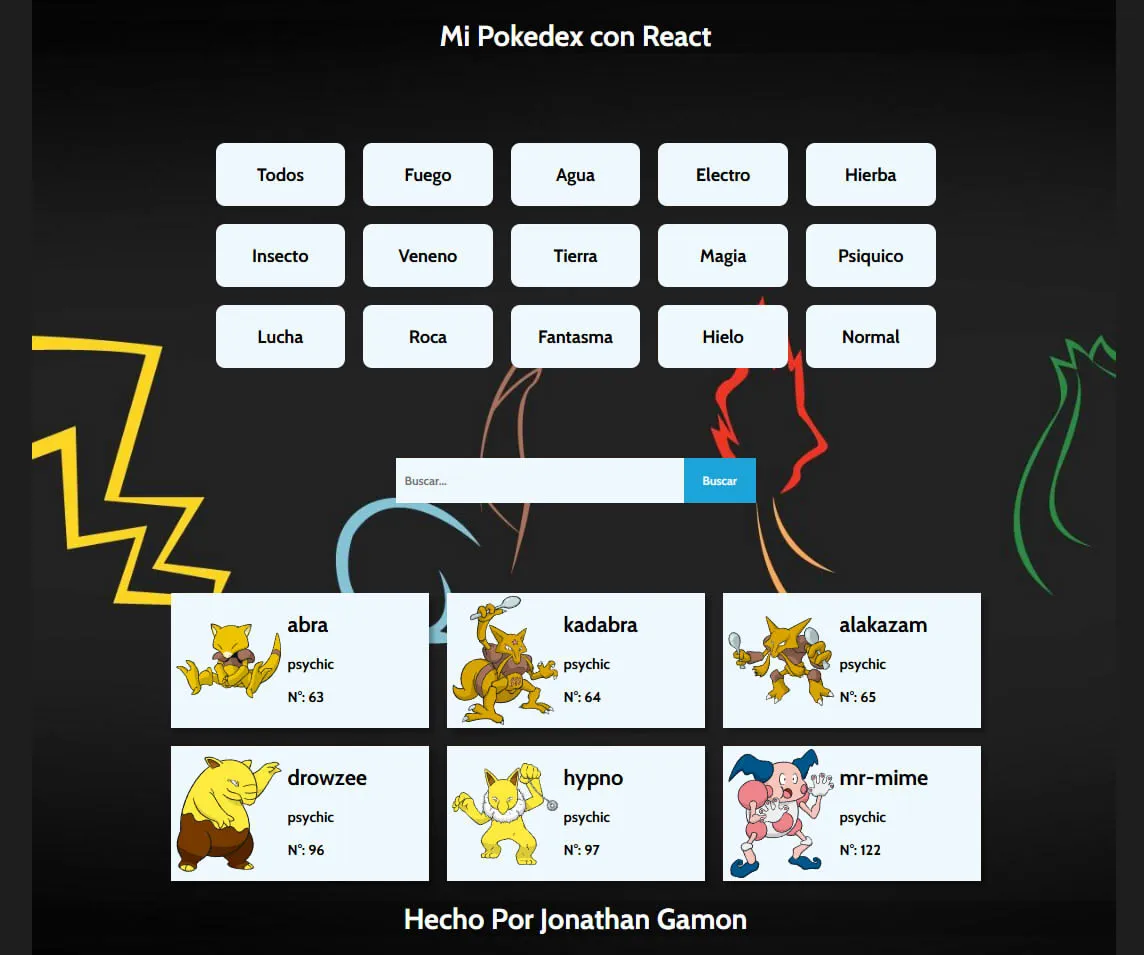 Mi Pokedex con React
Todos
Fuego
Agua
Electro
Hierba
Insecto
Veneno
Tierra
Magia
Psiquico
Lucha
Roca
Fantasma
Hielo
Normal
Buscar...
Buscar
abra
psychic
N°: 63
kadabra
psychic
N°: 64
alakazam
psychic
N°: 65
drowzee
psychic
N°: 96
hypno
psychic
N°: 97
mr-mime
psychic
N°: 122
Hecho Por Jonathan Gamon